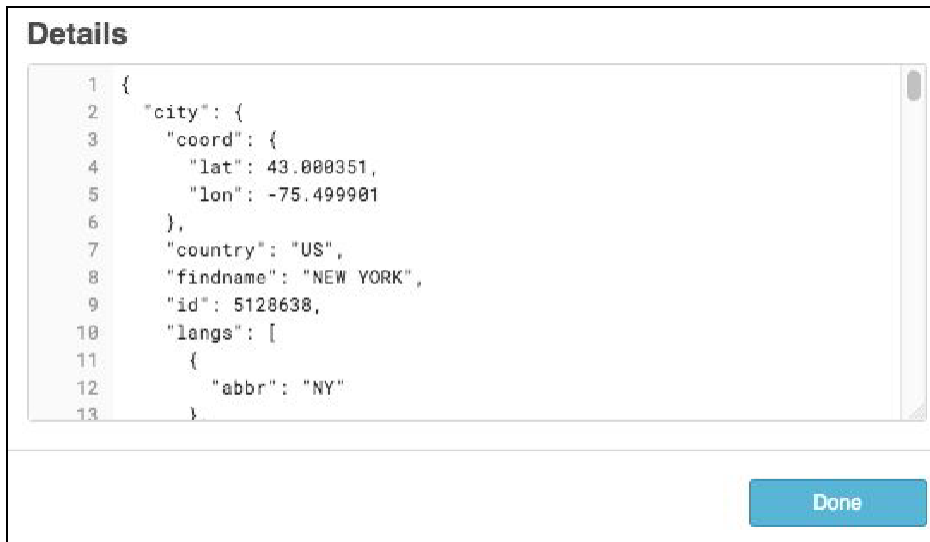 Details
1 {
2 "city": {
3 "coord": {
4 "lat": 43.000351,
5 "lon": -75.499901
6 },
7 "country": "US",
8 "findname": "NEW YORK",
9 "id": 5128638,
10 "langs": [
11 {
12 "abbr": "NY"
13 },
Done